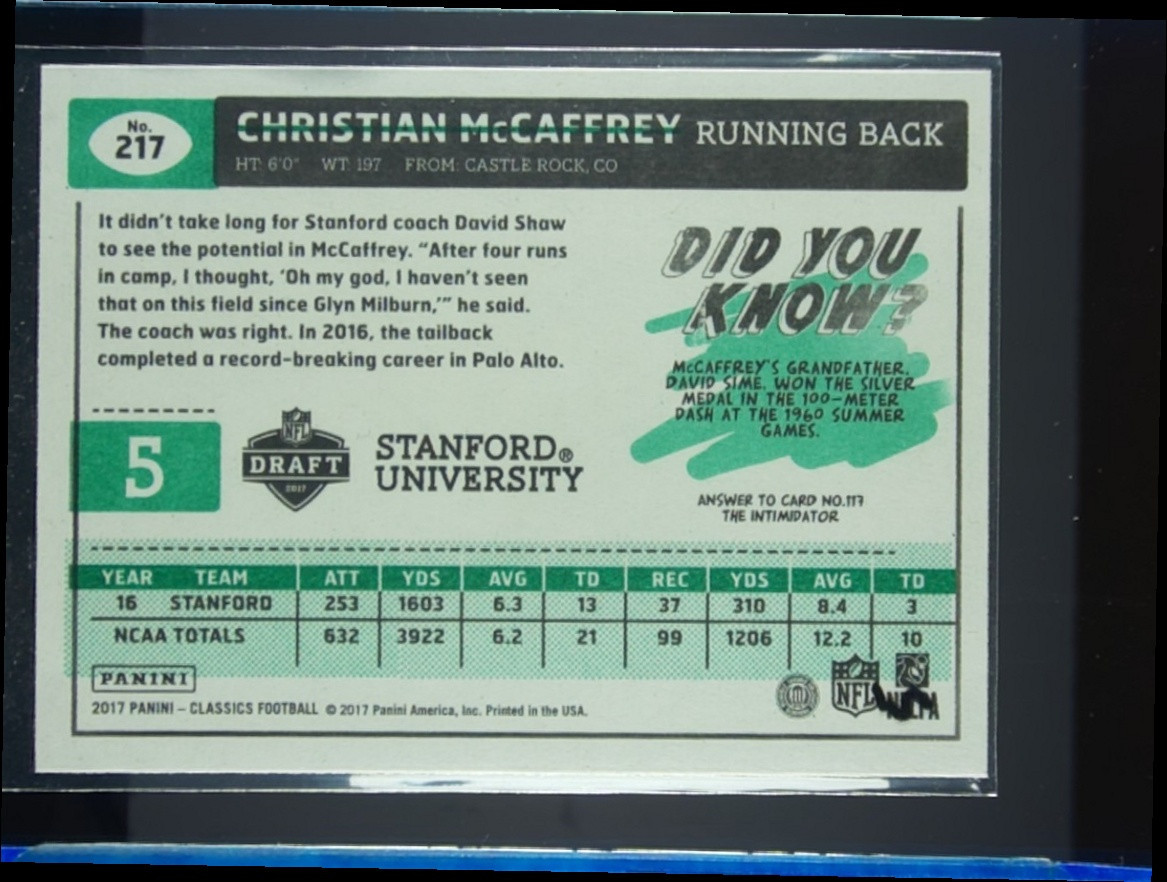 No.
217
CHRISTIAN McCAFFREY RUNNING BACK
HT: 6'0" WT: 197 FROM: CASTLE ROCK, CO
It didn't take long for Stanford coach David Shaw
to see the potential in McCaffrey. “After four runs
in camp, I thought, ‘Oh my god, I haven't seen
that on this field since Glyn Milburn,’” he said.
The coach was right. In 2016, the tailback
completed a record-breaking career in Palo Alto.
DID YOU
KNOW?
McCAFFREY'S GRANDFATHER,
DAVID SIME, WON THE SILVER
MEDAL IN THE 100-METER
DASH AT THE 1960 SUMMER
GAMES.
ANSWER TO CARD NO.117
THE INTIMIDATOR
5
NFL
DRAFT
2017
STANFORD®
UNIVERSITY
YEAR TEAM ATT YDS AVG TD REC YDS AVG TD
16 STANFORD 253 1603 6.3 13 37 310 8.4 3
NCAA TOTALS 632 3922 6.2 21 99 1206 12.2 10
PANINI
2017 PANINI – CLASSICS FOOTBALL © 2017 Panini America, Inc. Printed in the USA.
NFL